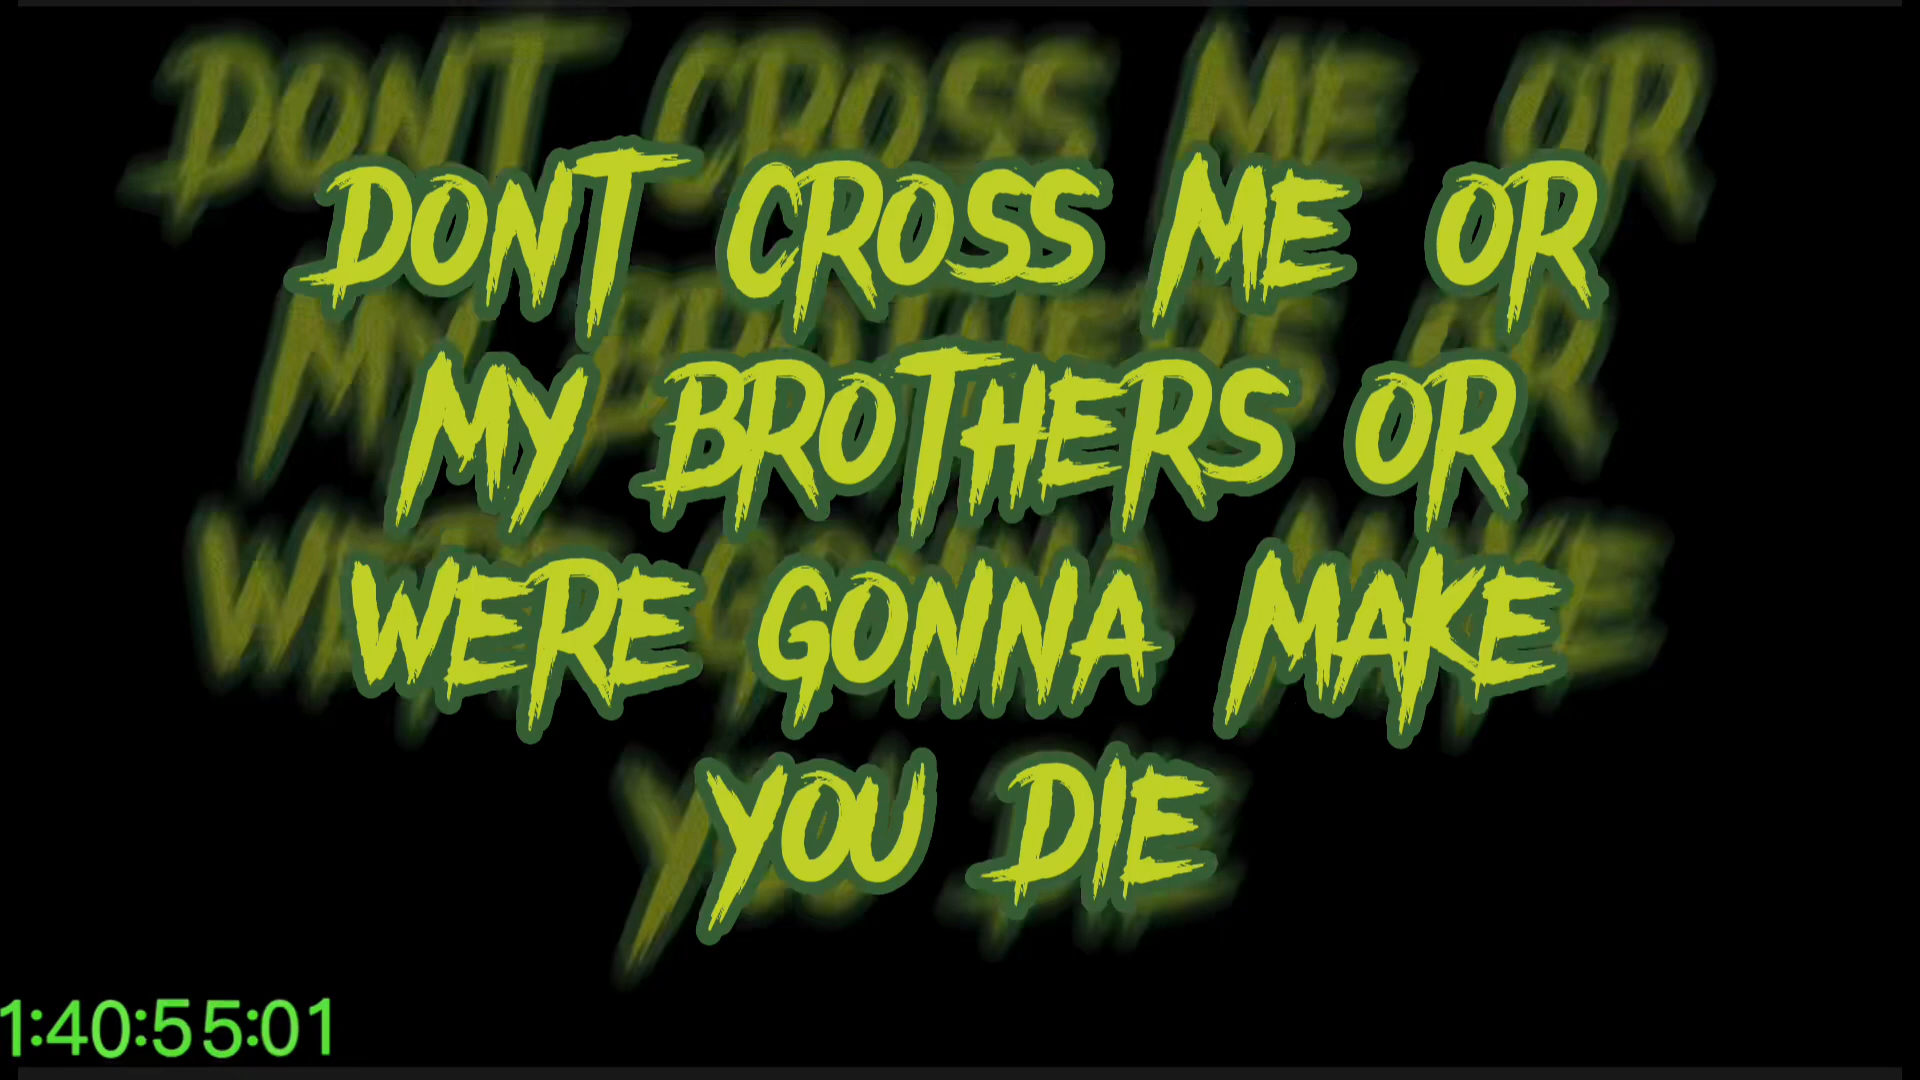 DONT CROSS ME OR
MY BROTHERS OR
WERE GONNA MAKE
YOU DIE
1:40:55:01